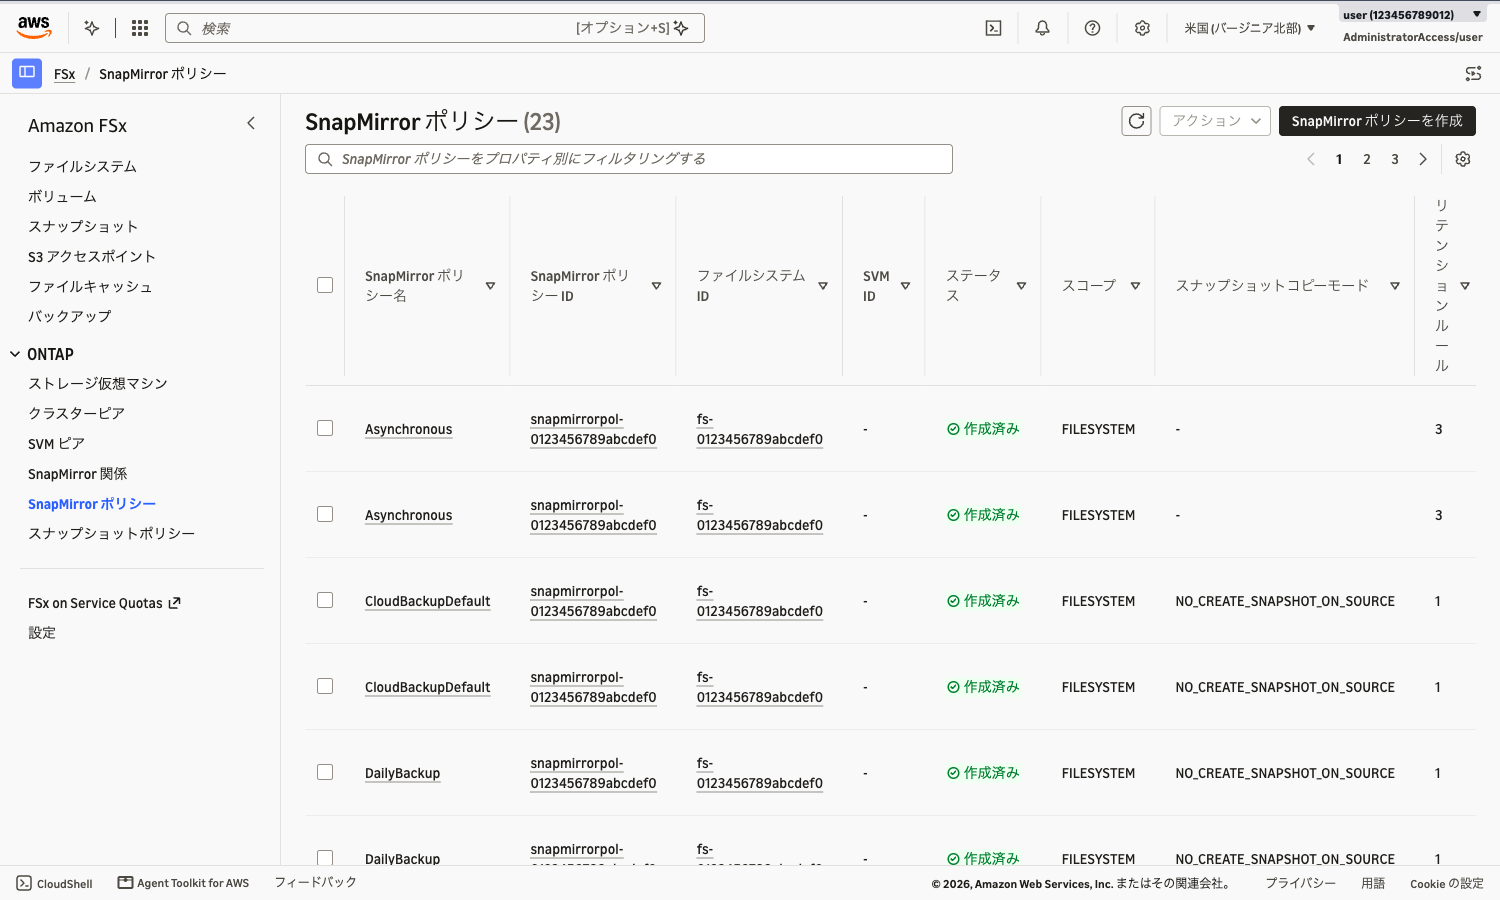 aws
検索
[オプション+S]
米国 (バージニア北部) ▼
user (123456789012) ▼
AdministratorAccess/user
FSx / SnapMirror ポリシー
Amazon FSx
ファイルシステム
ボリューム
スナップショット
S3 アクセスポイント
ファイルキャッシュ
バックアップ
ONTAP
ストレージ仮想マシン
クラスターピア
SVM ピア
SnapMirror 関係
SnapMirror ポリシー
スナップショットポリシー
FSx on Service Quotas
設定
SnapMirror ポリシー (23)
アクション
SnapMirror ポリシーを作成
SnapMirror ポリシーをプロパティ別にフィルタリングする
1 2 3
SnapMirror ポリ
シー名
SnapMirror ポリ
シー ID
ファイルシステム
ID
SVM
ID
ステータ
ス
スコープ
スナップショットコピーモード
リ
テ
ン
シ
ョ
ン
ル
ー
ル
Asynchronous
snapmirrorpol-
0123456789abcdef0
fs-
0123456789abcdef0
-
作成済み
FILESYSTEM
-
3
Asynchronous
snapmirrorpol-
0123456789abcdef0
fs-
0123456789abcdef0
-
作成済み
FILESYSTEM
-
3
CloudBackupDefault
snapmirrorpol-
0123456789abcdef0
fs-
0123456789abcdef0
-
作成済み
FILESYSTEM
NO_CREATE_SNAPSHOT_ON_SOURCE
1
CloudBackupDefault
snapmirrorpol-
0123456789abcdef0
fs-
0123456789abcdef0
-
作成済み
FILESYSTEM
NO_CREATE_SNAPSHOT_ON_SOURCE
1
DailyBackup
snapmirrorpol-
0123456789abcdef0
fs-
0123456789abcdef0
-
作成済み
FILESYSTEM
NO_CREATE_SNAPSHOT_ON_SOURCE
1
DailyBackup
snapmirrorpol-
fs-
-
作成済み
FILESYSTEM
NO_CREATE_SNAPSHOT_ON_SOURCE
1
CloudShell
Agent Toolkit for AWS
フィードバック
© 2026, Amazon Web Services, Inc. またはその関連会社。
プライバシー
用語
Cookie の設定